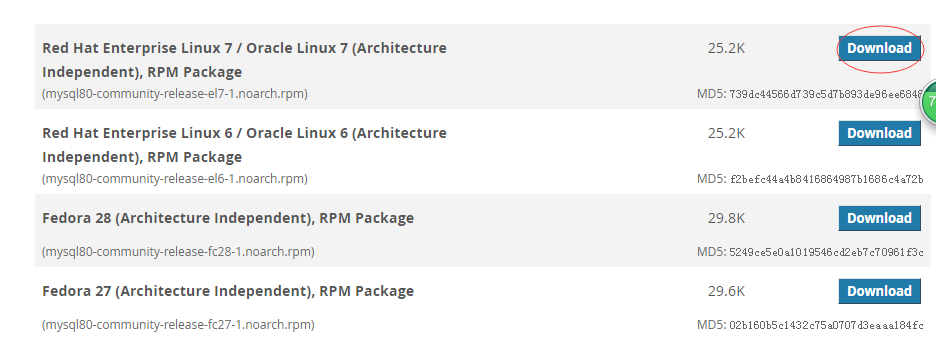 Red Hat Enterprise Linux 7 / Oracle Linux 7 (Architecture 25.2K Download
Independent), RPM Package
(mysql80-community-release-el7-1.noarch.rpm) MD5: 739dc44566d739c5d7b893de96ee6848
7
Red Hat Enterprise Linux 6 / Oracle Linux 6 (Architecture 25.2K Download
Independent), RPM Package
(mysql80-community-release-el6-1.noarch.rpm) MD5: f2befc44a4b8416864987b1686c4a72b
Fedora 28 (Architecture Independent), RPM Package 29.8K Download
(mysql80-community-release-fc28-1.noarch.rpm) MD5: 5249ce5e0a1019546cd2eb7c70961f3c
Fedora 27 (Architecture Independent), RPM Package 29.6K Download
(mysql80-community-release-fc27-1.noarch.rpm) MD5: 02b160b5c1432c75a0707d3eaaa184fc